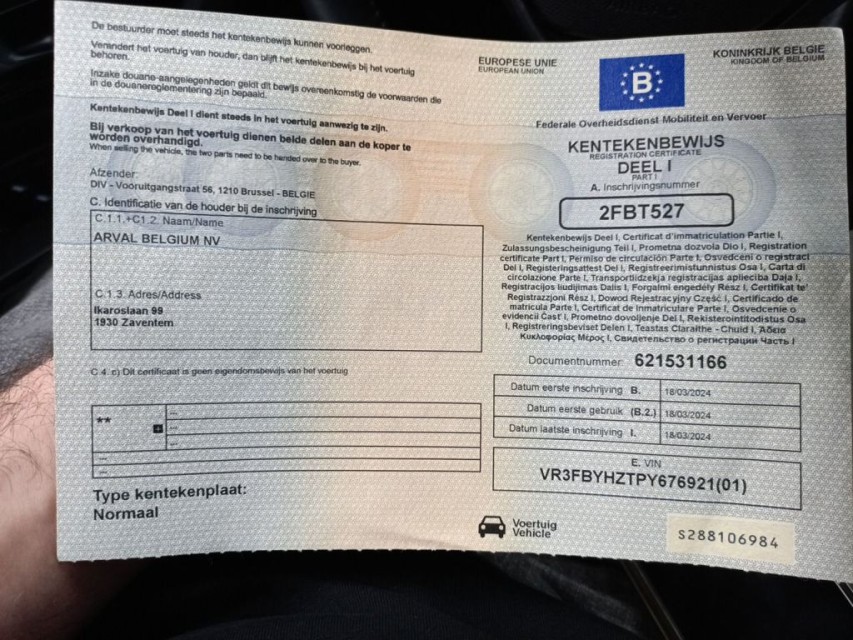 De bestuurder moet steeds het kentekenbewijs kunnen voorleggen.
Verandert het voertuig van houder, dan blijft het kentekenbewijs bij het voertuig
behoren.
Inzake douane-aangelegenheden geldt dit bewijs overeenkomstig de voorwaarden die
in de douanereglementering zijn bepaald.
Kentekenbewijs Deel I dient steeds in het voertuig aanwezig te zijn.
Bij verkoop van het voertuig dienen beide delen aan de koper te
worden overhandigd.
When selling the vehicle, the two parts need to be handed over to the buyer.
Afzender:
DIV - Vooruitgangstraat 56, 1210 Brussel - BELGIE
C. Identificatie van de houder bij de inschrijving
C.1.1.+C1.2. Naam/Name
ARVAL BELGIUM NV
C.1.3. Adres/Address
Ikaroslaan 99
1930 Zaventem
C.4. c) Dit certificaat is geen eigendomsbewijs van het voertuig
**
---
---
---
---
---
Type kentekenplaat:
Normaal
EUROPESE UNIE
EUROPEAN UNION
B
KONINKRIJK BELGIE
KINGDOM OF BELGIUM
Federale Overheidsdienst Mobiliteit en Vervoer
KENTEKENBEWIJS
REGISTRATION CERTIFICATE
DEEL I
PART I
A. Inschrijvingsnummer
2FBT527
Kentekenbewijs Deel I, Certificat d'immatriculation Partie I,
Zulassungsbescheinigung Teil I, Prometna dozvola Dio I, Registration
certificate Part I, Permiso de circulación Parte I, Osvedčení o registraci
Del I, Registeringsattest Del I, Registreerimistunnistus Osa I, Carta di
circolazione Parte I, Transportlidzekļa reģistrācijas apliecība Daļa I,
Registracijos liudijimas Dalis I, Forgalmi engedély Rész I, Certifikat ta'
Reġistrazzjoni Rész I, Dowod Rejestracyjny Część I, Certificado de
matrícula Parte I, Certificat de înmatriculare Parte I, Osvedčenie o
evidencii Časť I, Prometno dovoljenje Del I, Rekisteröintitodistus Osa
I, Registreringsbeviset Delen I, Teastas Claraithe - Chuid I, Άδεια
Κυκλοφορίας Μέρος I, Свидетелство о регистрации Часть I
Documentnummer 621531166
Datum eerste inschrijving B. 18/03/2024
Datum eerste gebruik (B.2.) 18/03/2024
Datum laatste inschrijving I. 18/03/2024
E. VIN
VR3FBYHZTPY676921(01)
Voertuig
Vehicle
S288106984